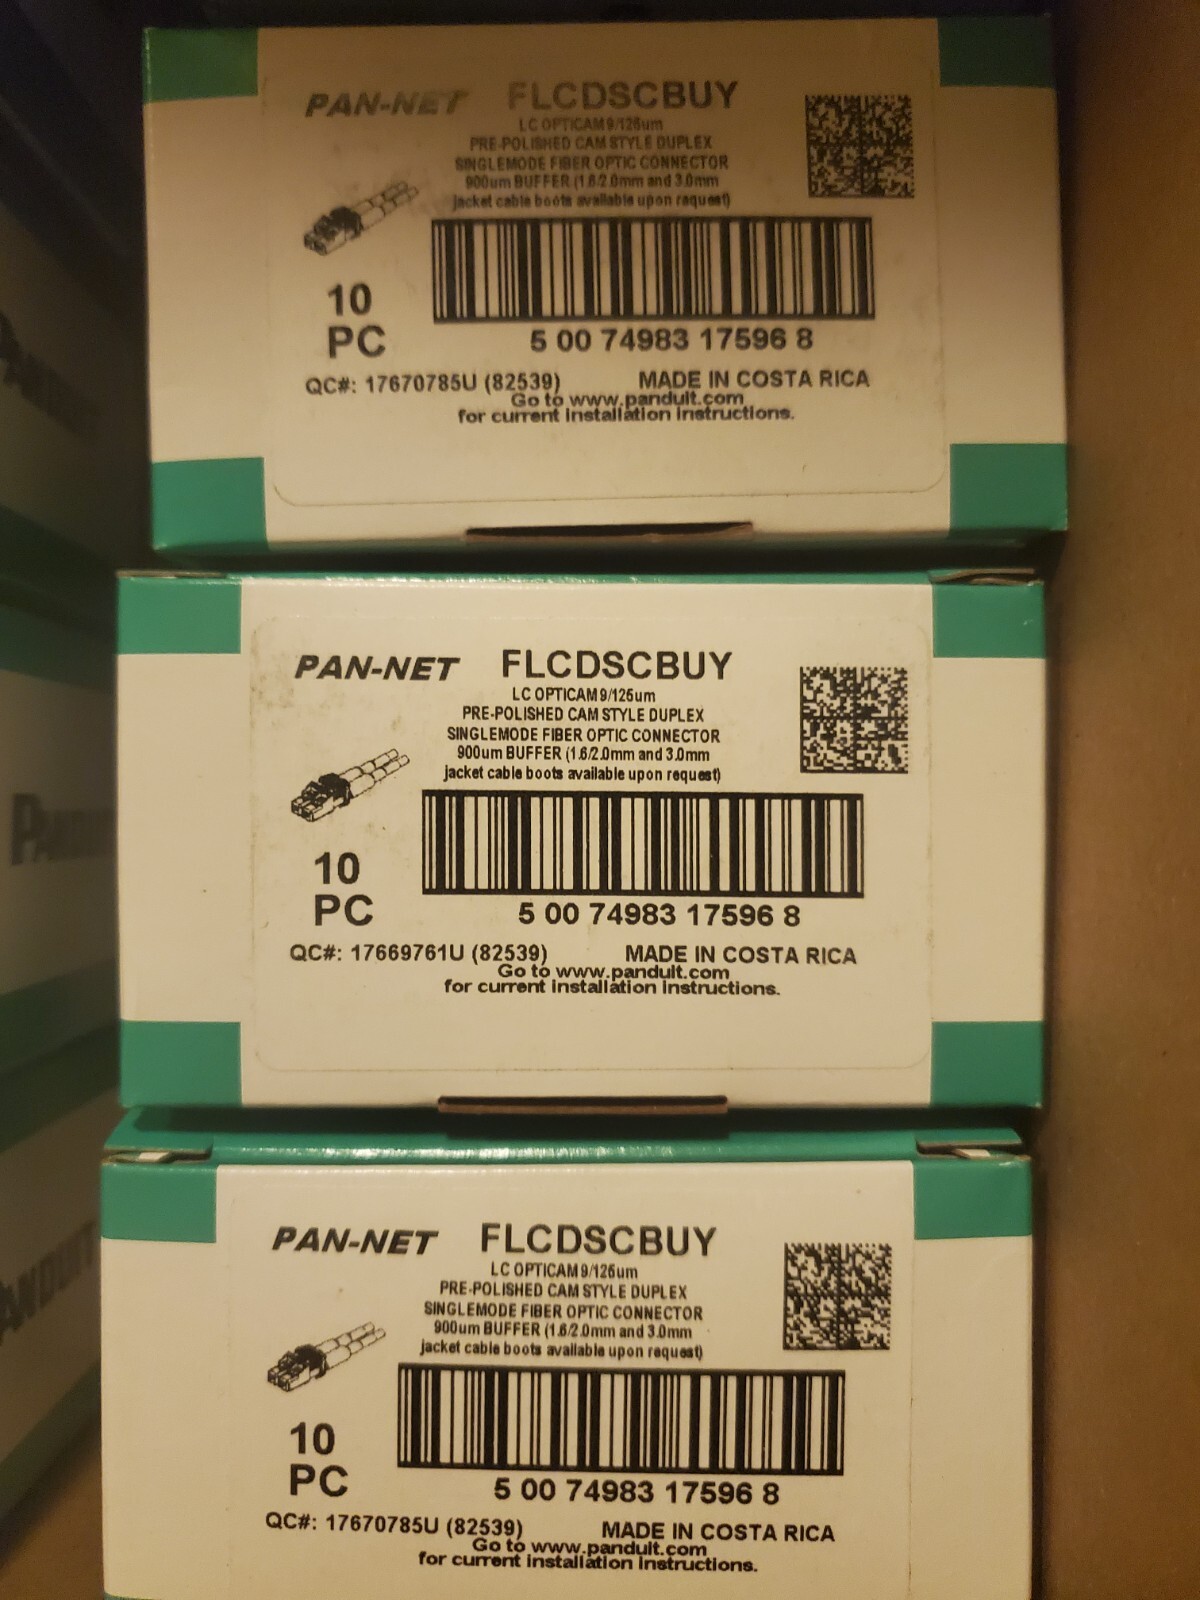 PAN-NET FLCDSCBUY
LC OPTICAM 9/125um
PRE-POLISHED CAM STYLE DUPLEX
SINGLEMODE FIBER OPTIC CONNECTOR
900um BUFFER (1.6/2.0mm and 3.0mm
jacket cable boots available upon request)
10
PC
5 00 74983 17596 8
QC#: 17670785U (82539) MADE IN COSTA RICA
Go to www.panduit.com
for current installation instructions.
PAN-NET FLCDSCBUY
LC OPTICAM 9/125um
PRE-POLISHED CAM STYLE DUPLEX
SINGLEMODE FIBER OPTIC CONNECTOR
900um BUFFER (1.6/2.0mm and 3.0mm
jacket cable boots available upon request)
10
PC
5 00 74983 17596 8
QC#: 17669761U (82539) MADE IN COSTA RICA
Go to www.panduit.com
for current installation instructions.
PANDUIT
PAN-NET FLCDSCBUY
LC OPTICAM 9/125um
PRE-POLISHED CAM STYLE DUPLEX
SINGLEMODE FIBER OPTIC CONNECTOR
900um BUFFER (1.6/2.0mm and 3.0mm
jacket cable boots available upon request)
10
PC
5 00 74983 17596 8
QC#: 17670785U (82539) MADE IN COSTA RICA
Go to www.panduit.com
for current installation instructions.
PANDUIT